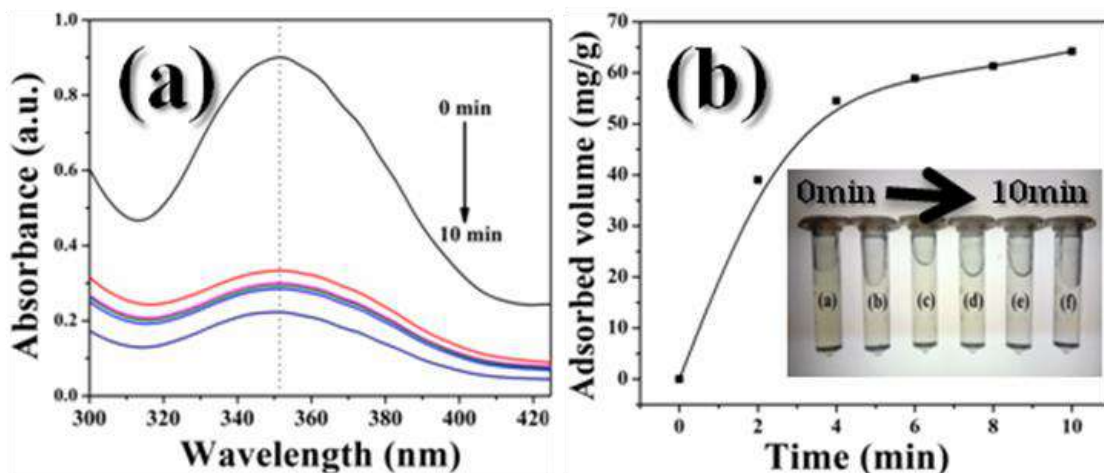 (a)
Absorbance (a.u.)
1.0
0.8
0.6
0.4
0.2
0.0
0 min
10 min
300
320
340
360
380
400
420
Wavelength (nm)
(b)
Adsorbed volume (mg/g)
70
60
50
40
30
20
10
0
0min
10min
(a)
(b)
(c)
(d)
(e)
(f)
0
2
4
6
8
10
Time (min)